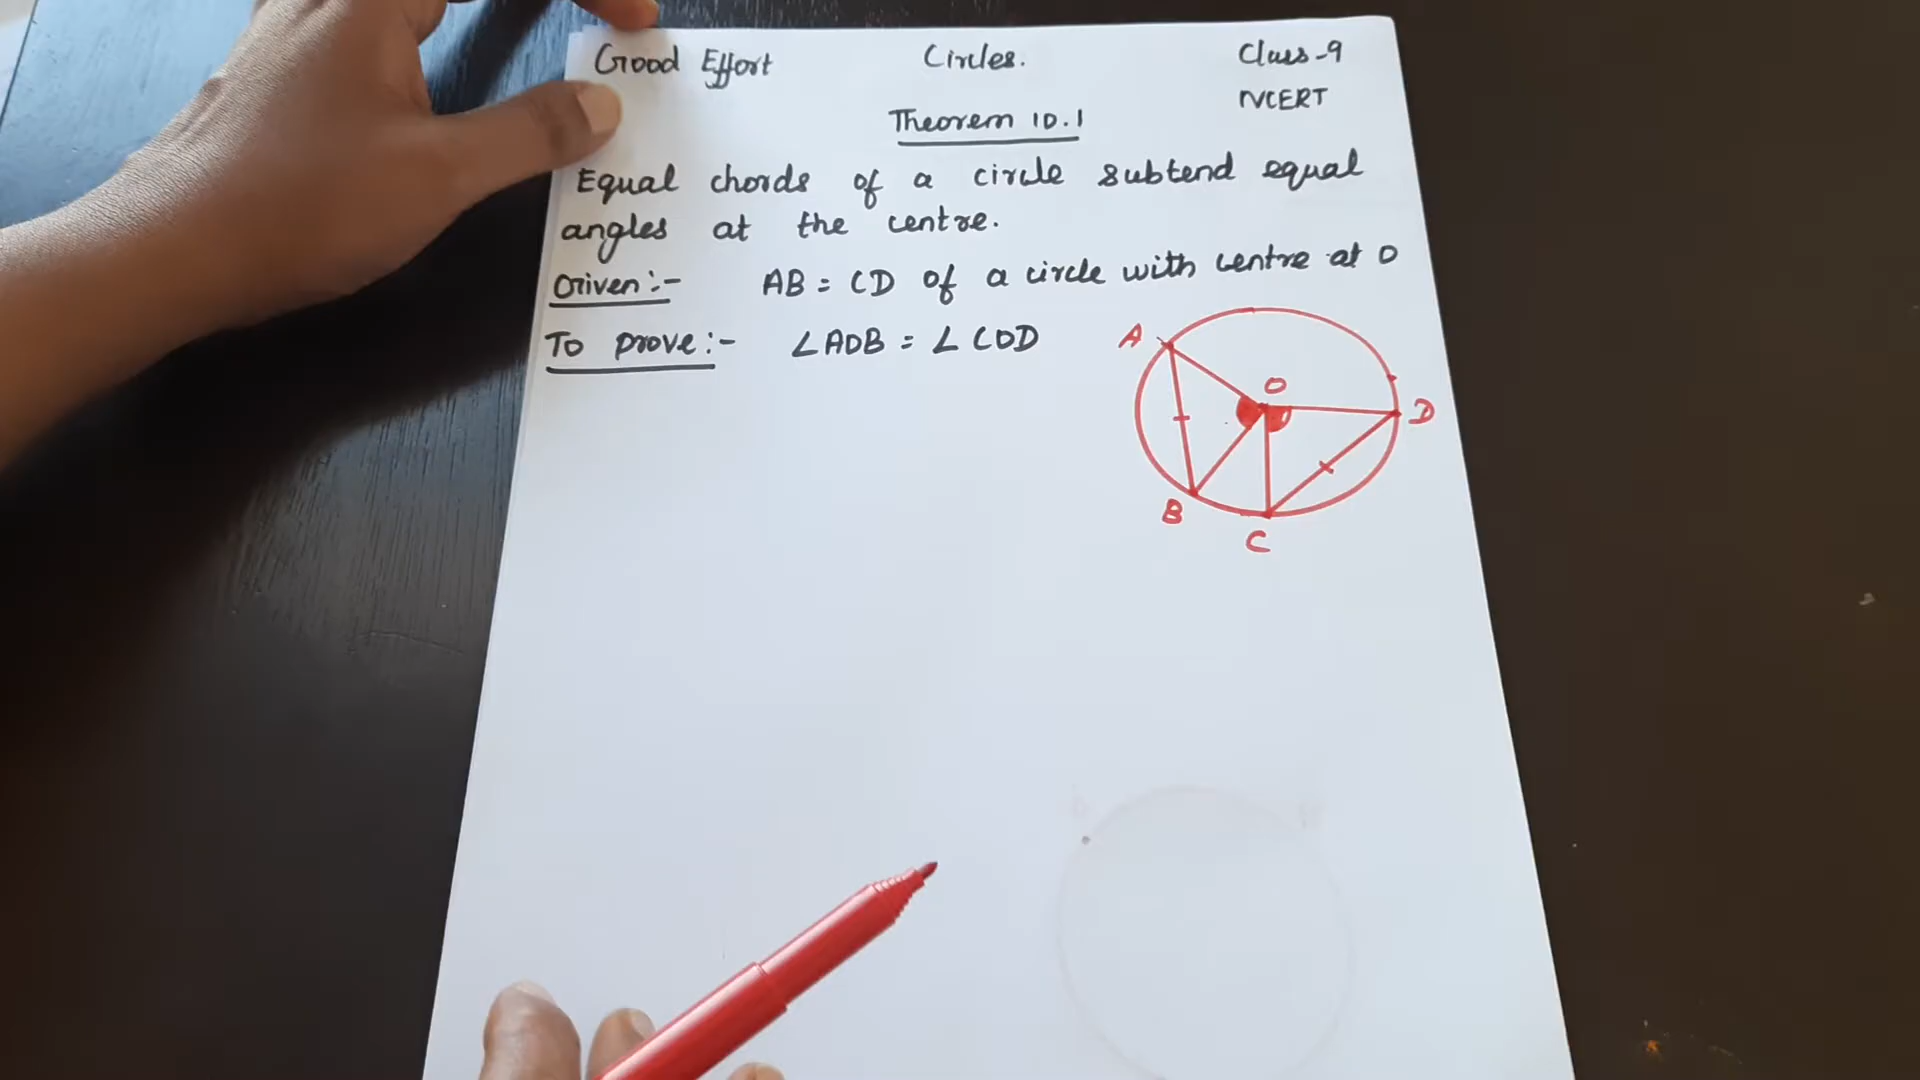 Good Effort Circles. Class-9
NCERT
Theorem 10.1
Equal chords of a circle subtend equal
angles at the centre.
Given:- AB = CD of a circle with centre at O
To prove:- ∠AOB = ∠COD
A
O
D
B
C